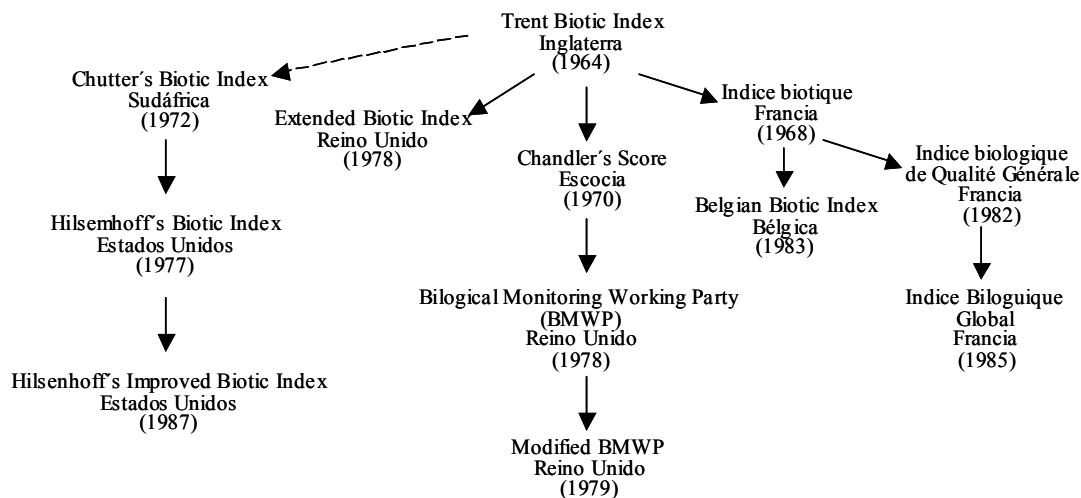 Trent Biotic Index
Inglaterra
(1964)
Chutter´s Biotic Index
Sudáfrica
(1972)
Extended Biotic Index
Reino Unido
(1978)
Chandler´s Score
Escocia
(1970)
Indice biotique
Francia
(1968)
Indice biologique
de Qualité Générale
Francia
(1982)
Belgian Biotic Index
Bélgica
(1983)
Hilsemhoff´s Biotic Index
Estados Unidos
(1977)
Bilogical Monitoring Working Party
(BMWP)
Reino Unido
(1978)
Indice Biloguique
Global
Francia
(1985)
Hilsenhoff´s Improved Biotic Index
Estados Unidos
(1987)
Modified BMWP
Reino Unido
(1979)